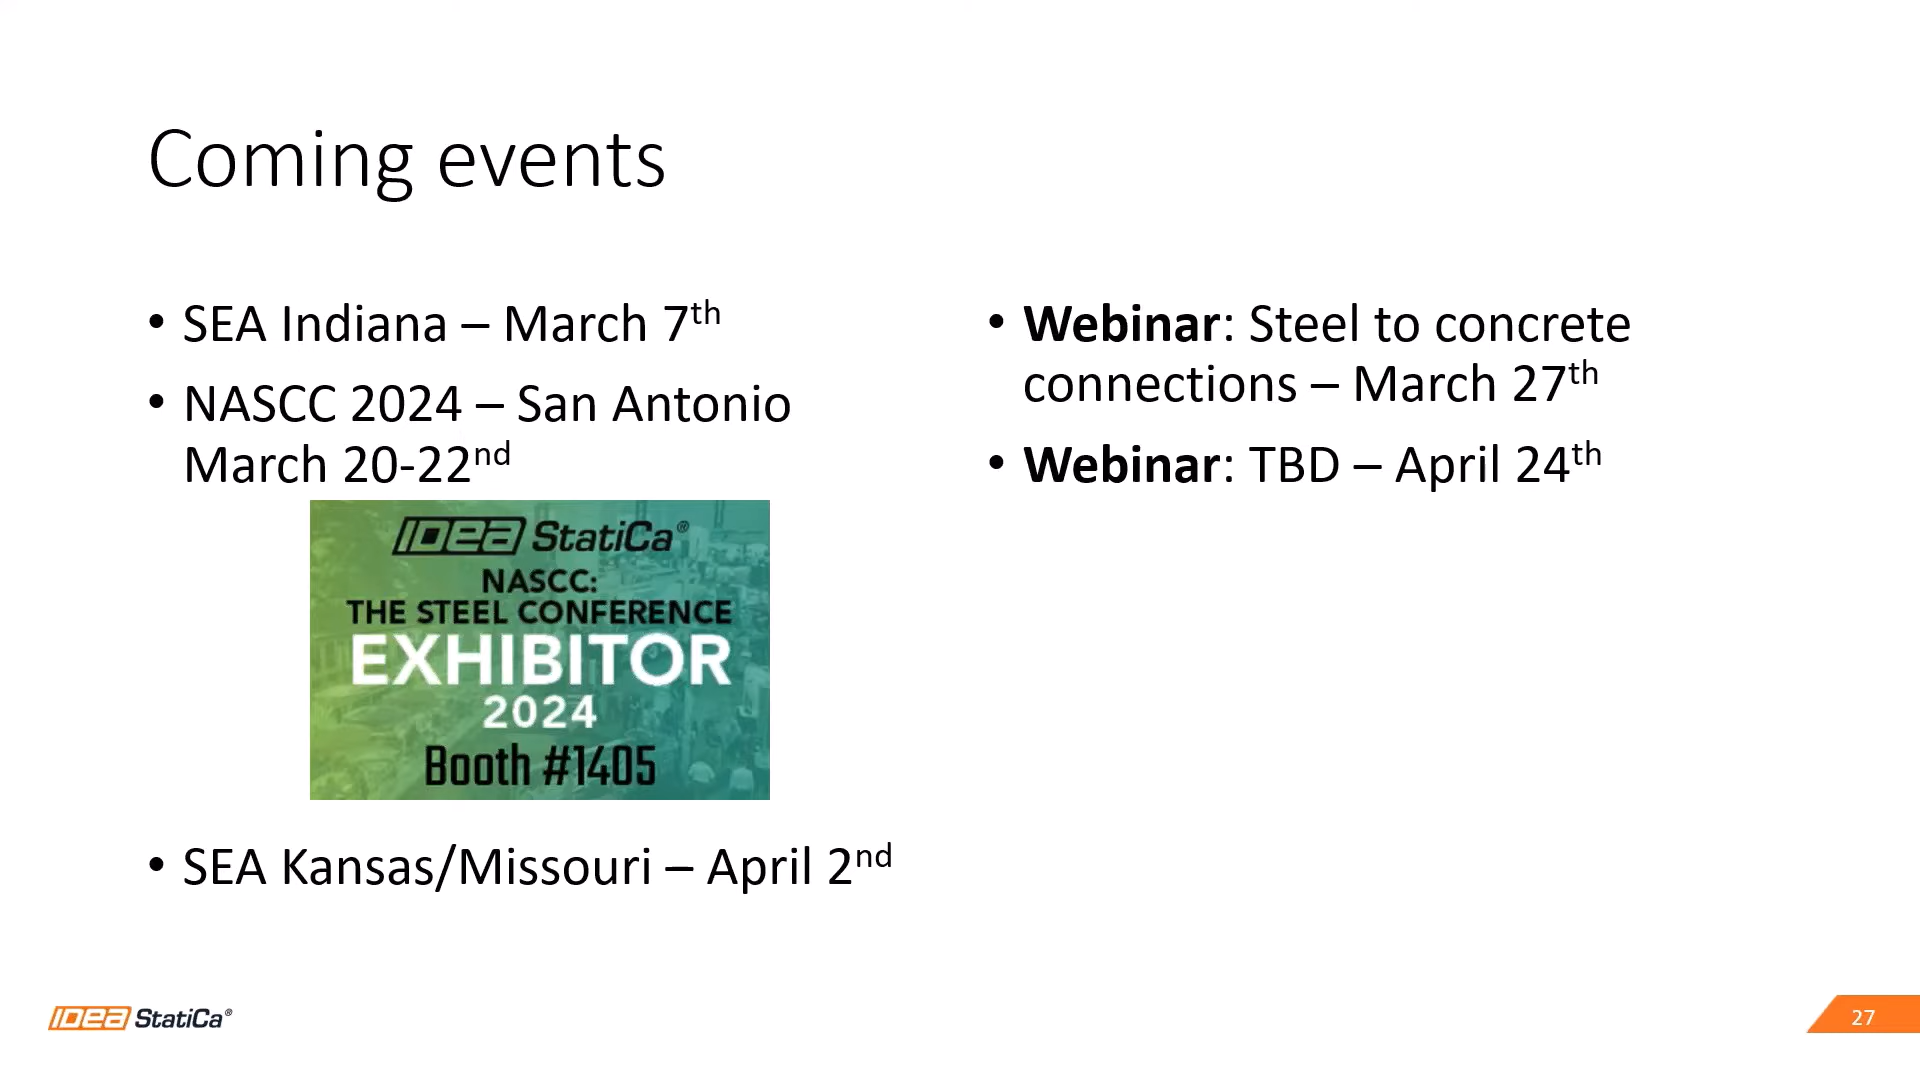 Coming events
• SEA Indiana – March 7th
• NASCC 2024 – San Antonio
March 20-22nd
IDEA StatiCa®
NASCC:
THE STEEL CONFERENCE
EXHIBITOR
2024
Booth #1405
• SEA Kansas/Missouri – April 2nd
• Webinar: Steel to concrete
connections – March 27th
• Webinar: TBD – April 24th
IDEA StatiCa®
27